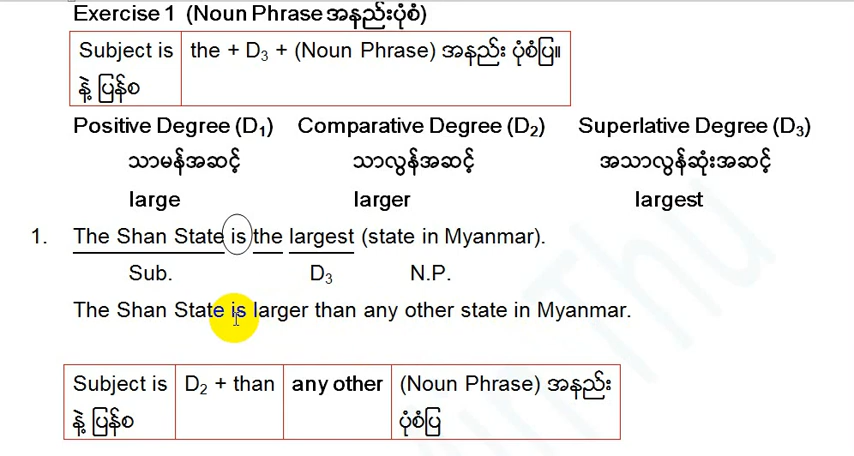 Exercise 1 (Noun Phrase အနည်းပုံစံ)
Subject is the + D₃ + (Noun Phrase) အနည်း ပုံစံပြ။
နဲ့ ပြန်စ
Positive Degree (D₁) Comparative Degree (D₂) Superlative Degree (D₃)
သာမန်အဆင့် သာလွန်အဆင့် အသာလွန်ဆုံးအဆင့်
large larger largest
1. The Shan State is the largest (state in Myanmar).
Sub. D₃ N.P.
The Shan State is larger than any other state in Myanmar.
Subject is D₂ + than any other (Noun Phrase) အနည်း
နဲ့ ပြန်စ ပုံစံပြ